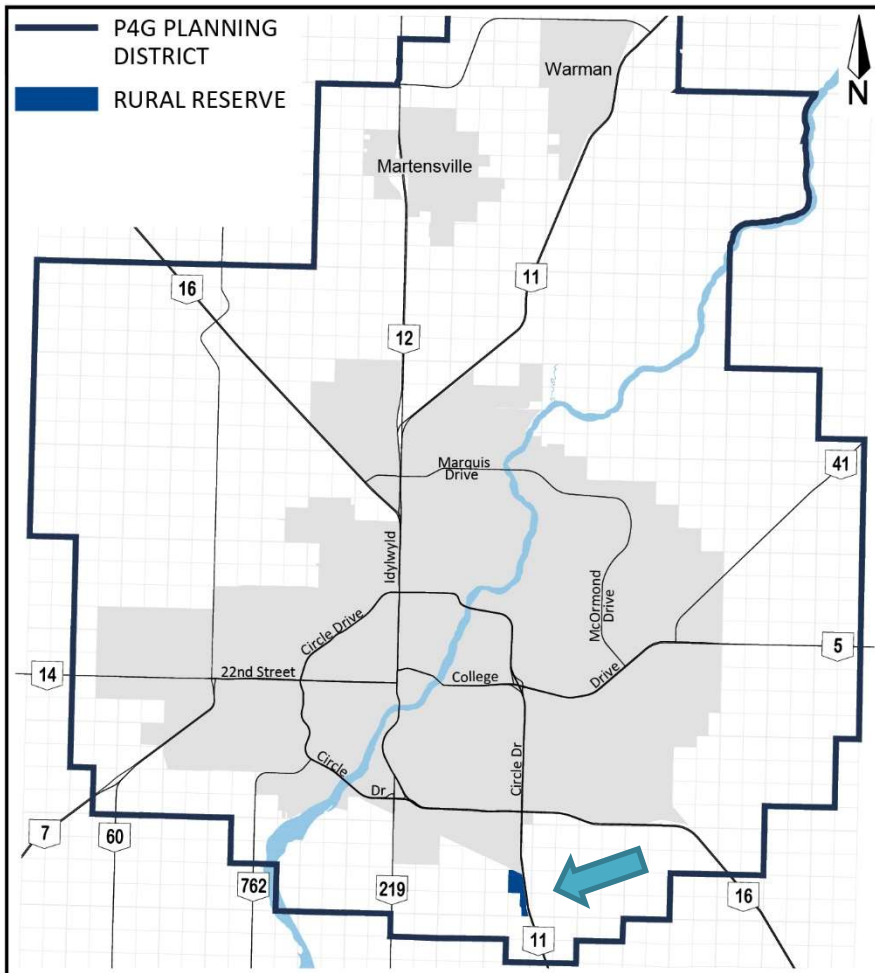 P4G PLANNING
DISTRICT
RURAL RESERVE
N
Warman
Martensville
16
11
12
41
Marquis
Drive
Idylwyld
McOrmond
Drive
Circle Drive
5
14
22nd Street
College
Drive
Circle
Dr
Circle Dr
7
60
762
219
16
11